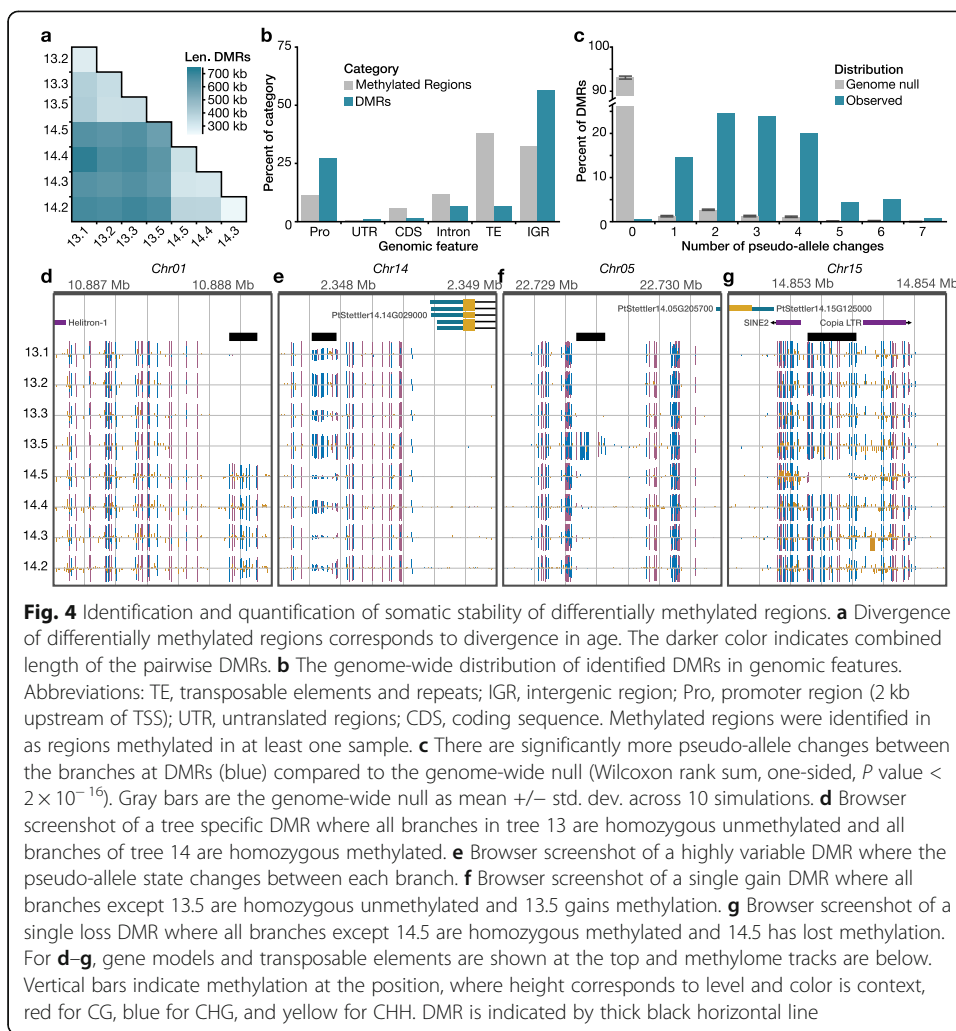 a
13.2
13.3
13.5
14.5
14.4
14.3
14.2
13.1 13.2 13.3 13.5 14.5 14.4 14.3
Len. DMRs
700 kb
600 kb
500 kb
400 kb
300 kb
b
75
50
25
0
Percent of category
Category
Methylated Regions
DMRs
Pro UTR CDS Intron TE IGR
Genomic feature
c
100
90
20
10
0
Percent of DMRs
Distribution
Genome null
Observed
0 1 2 3 4 5 6 7
Number of pseudo-allele changes
d Chr01
10.887 Mb 10.888 Mb
Helitron-1
13.1
13.2
13.3
13.5
14.5
14.4
14.3
14.2
e Chr14
2.348 Mb 2.349 Mb
PtStettler14.14G029000
f Chr05
22.729 Mb 22.730 Mb
PtStettler14.05G205700
g Chr15
14.853 Mb 14.854 Mb
PtStettler14.15G125000
SINE2 Copia LTR
Fig. 4 Identification and quantification of somatic stability of differentially methylated regions. a Divergence
of differentially methylated regions corresponds to divergence in age. The darker color indicates combined
length of the pairwise DMRs. b The genome-wide distribution of identified DMRs in genomic features.
Abbreviations: TE, transposable elements and repeats; IGR, intergenic region; Pro, promoter region (2 kb
upstream of TSS); UTR, untranslated regions; CDS, coding sequence. Methylated regions were identified in
as regions methylated in at least one sample. c There are significantly more pseudo-allele changes between
the branches at DMRs (blue) compared to the genome-wide null (Wilcoxon rank sum, one-sided, P value <
2 × 10⁻¹⁶). Gray bars are the genome-wide null as mean +/− std. dev. across 10 simulations. d Browser
screenshot of a tree specific DMR where all branches in tree 13 are homozygous unmethylated and all
branches of tree 14 are homozygous methylated. e Browser screenshot of a highly variable DMR where the
pseudo-allele state changes between each branch. f Browser screenshot of a single gain DMR where all
branches except 13.5 are homozygous unmethylated and 13.5 gains methylation. g Browser screenshot of a
single loss DMR where all branches except 14.5 are homozygous methylated and 14.5 has lost methylation.
For d–g, gene models and transposable elements are shown at the top and methylome tracks are below.
Vertical bars indicate methylation at the position, where height corresponds to level and color is context,
red for CG, blue for CHG, and yellow for CHH. DMR is indicated by thick black horizontal line